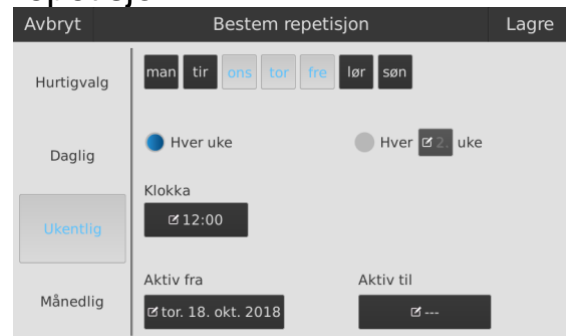 Avbryt Bestem repetisjon Lagre
Hurtigvalg
man tir ons tor fre lør søn
Daglig
Hver uke Hver 2. uke
Klokka
Ukentlig
12:00
Aktiv fra Aktiv til
Månedlig
tor. 18. okt. 2018 ---